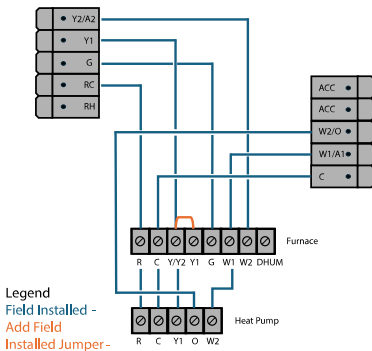 Y2/A2
Y1
G
RC
RH
ACC
ACC
W2/O
W1/A1
C
R C Y/Y2 Y1 G W1 W2 DHUM
Furnace
R C Y1 O W2
Heat Pump
Legend
Field Installed -
Add Field
Installed Jumper -